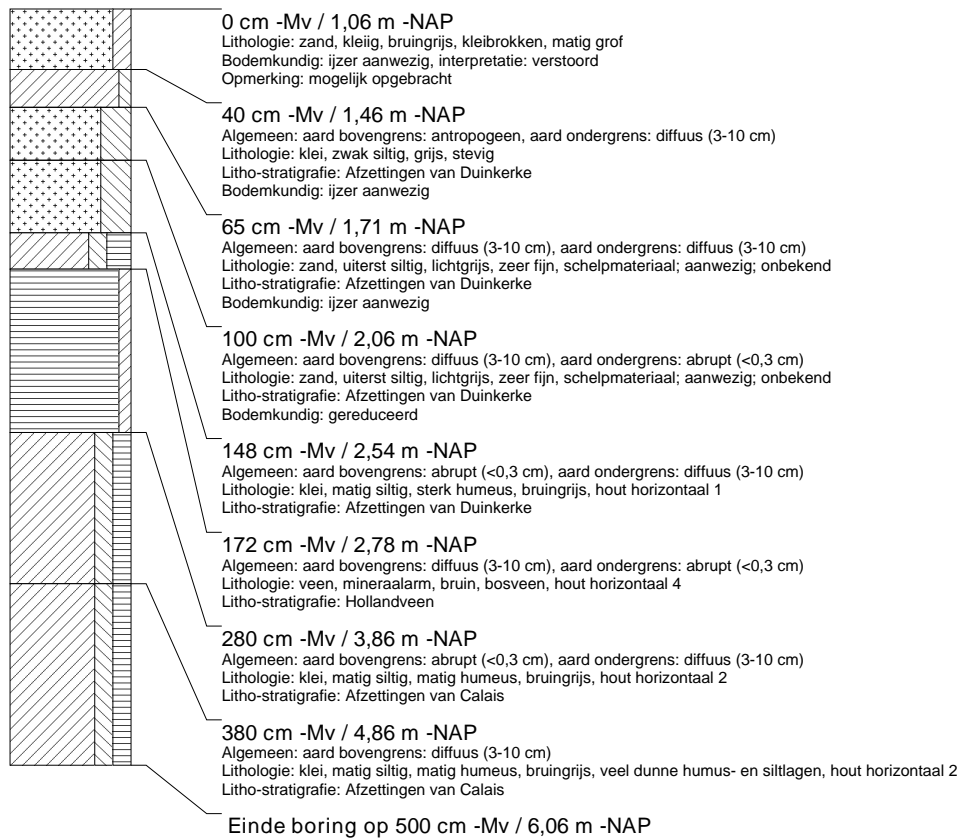 0 cm -Mv / 1,06 m -NAP
Lithologie: zand, kleiig, bruingrijs, kleibrokken, matig grof
Bodemkundig: ijzer aanwezig, interpretatie: verstoord
Opmerking: mogelijk opgebracht
40 cm -Mv / 1,46 m -NAP
Algemeen: aard bovengrens: antropogeen, aard ondergrens: diffuus (3-10 cm)
Lithologie: klei, zwak siltig, grijs, stevig
Litho-stratigrafie: Afzettingen van Duinkerke
Bodemkundig: ijzer aanwezig
65 cm -Mv / 1,71 m -NAP
Algemeen: aard bovengrens: diffuus (3-10 cm), aard ondergrens: diffuus (3-10 cm)
Lithologie: zand, uiterst siltig, lichtgrijs, zeer fijn, schelpmateriaal; aanwezig; onbekend
Litho-stratigrafie: Afzettingen van Duinkerke
Bodemkundig: ijzer aanwezig
100 cm -Mv / 2,06 m -NAP
Algemeen: aard bovengrens: diffuus (3-10 cm), aard ondergrens: abrupt (<0,3 cm)
Lithologie: zand, uiterst siltig, lichtgrijs, zeer fijn, schelpmateriaal; aanwezig; onbekend
Litho-stratigrafie: Afzettingen van Duinkerke
Bodemkundig: gereduceerd
148 cm -Mv / 2,54 m -NAP
Algemeen: aard bovengrens: abrupt (<0,3 cm), aard ondergrens: diffuus (3-10 cm)
Lithologie: klei, matig siltig, sterk humeus, bruingrijs, hout horizontaal 1
Litho-stratigrafie: Afzettingen van Duinkerke
172 cm -Mv / 2,78 m -NAP
Algemeen: aard bovengrens: diffuus (3-10 cm), aard ondergrens: abrupt (<0,3 cm)
Lithologie: veen, mineraalarm, bruin, bosveen, hout horizontaal 4
Litho-stratigrafie: Hollandveen
280 cm -Mv / 3,86 m -NAP
Algemeen: aard bovengrens: abrupt (<0,3 cm), aard ondergrens: diffuus (3-10 cm)
Lithologie: klei, matig siltig, matig humeus, bruingrijs, hout horizontaal 2
Litho-stratigrafie: Afzettingen van Calais
380 cm -Mv / 4,86 m -NAP
Algemeen: aard bovengrens: diffuus (3-10 cm)
Lithologie: klei, matig siltig, matig humeus, bruingrijs, veel dunne humus- en siltlagen, hout horizontaal 2
Litho-stratigrafie: Afzettingen van Calais
Einde boring op 500 cm -Mv / 6,06 m -NAP